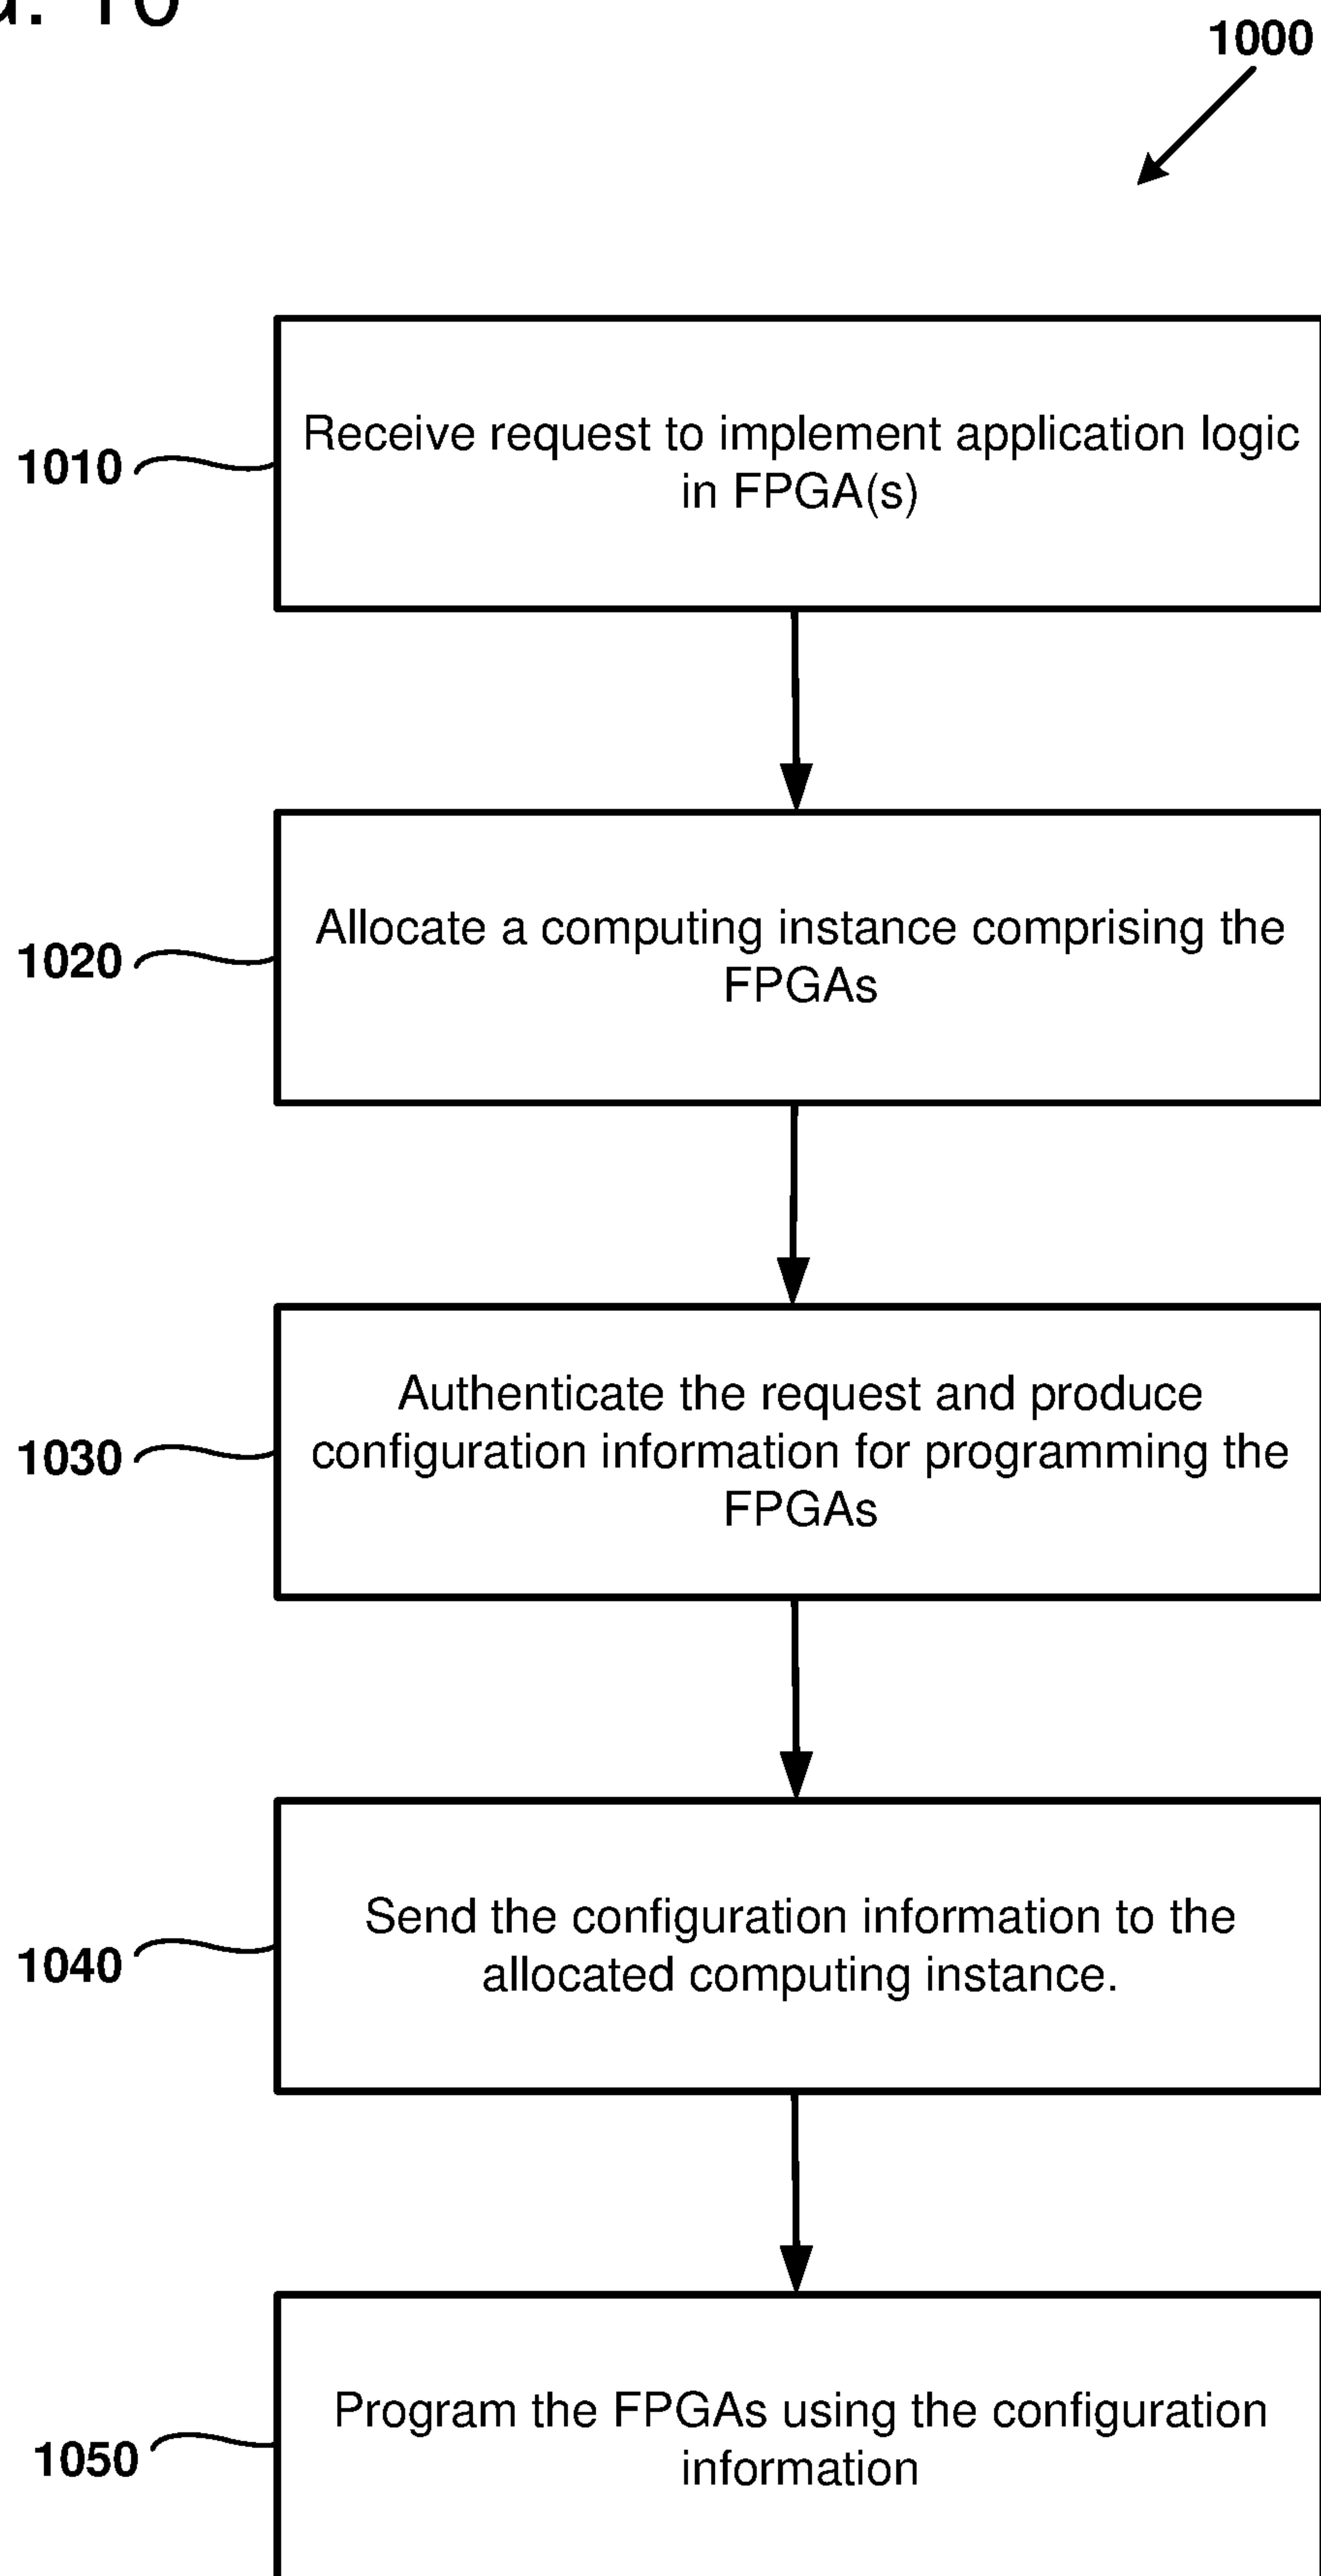 10
1000
Receive request to implement application logic
in FPGA(s)
1010
Allocate a computing instance comprising the
FPGAs
1020
Authenticate the request and produce
configuration information for programming the
FPGAs
1030
Send the configuration information to the
allocated computing instance.
1040
Program the FPGAs using the configuration
information
1050